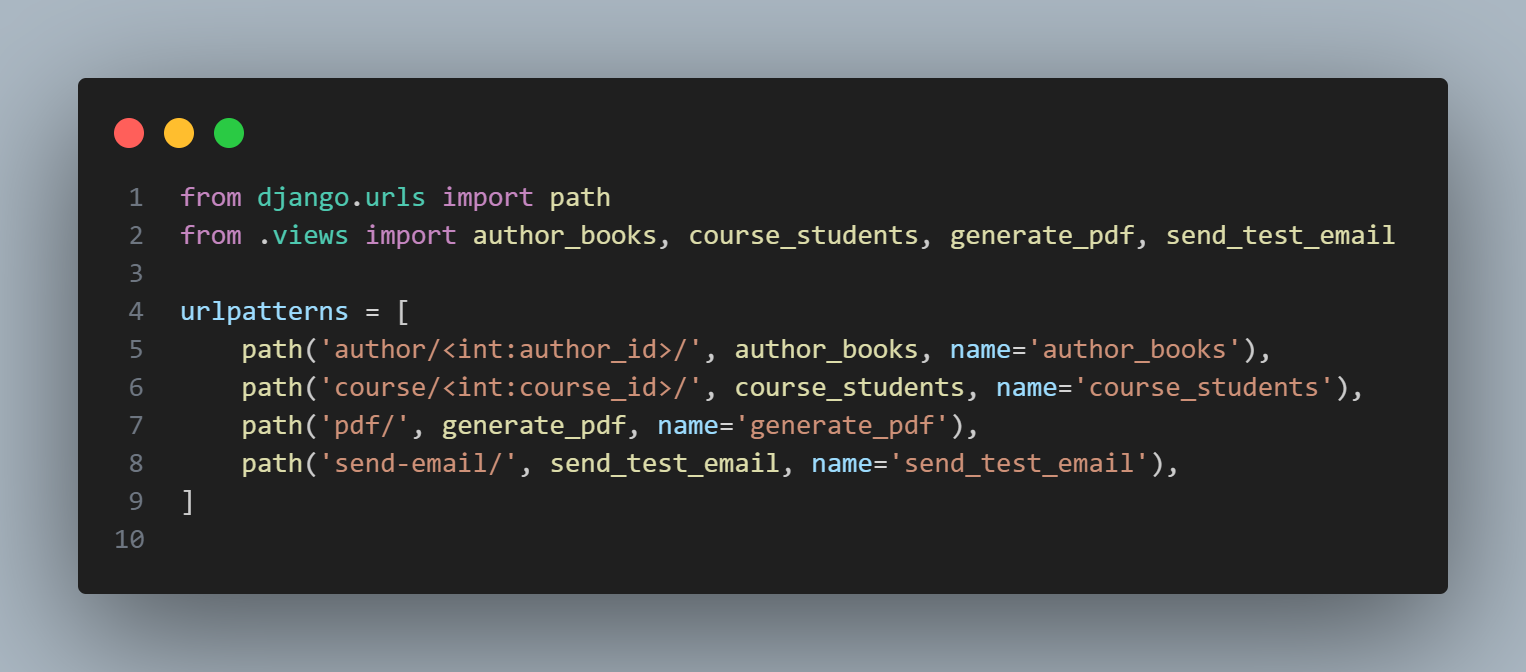 1 from django.urls import path
2 from .views import author_books, course_students, generate_pdf, send_test_email
3
4 urlpatterns = [
5     path('author/<int:author_id>/', author_books, name='author_books'),
6     path('course/<int:course_id>/', course_students, name='course_students'),
7     path('pdf/', generate_pdf, name='generate_pdf'),
8     path('send-email/', send_test_email, name='send_test_email'),
9 ]
10